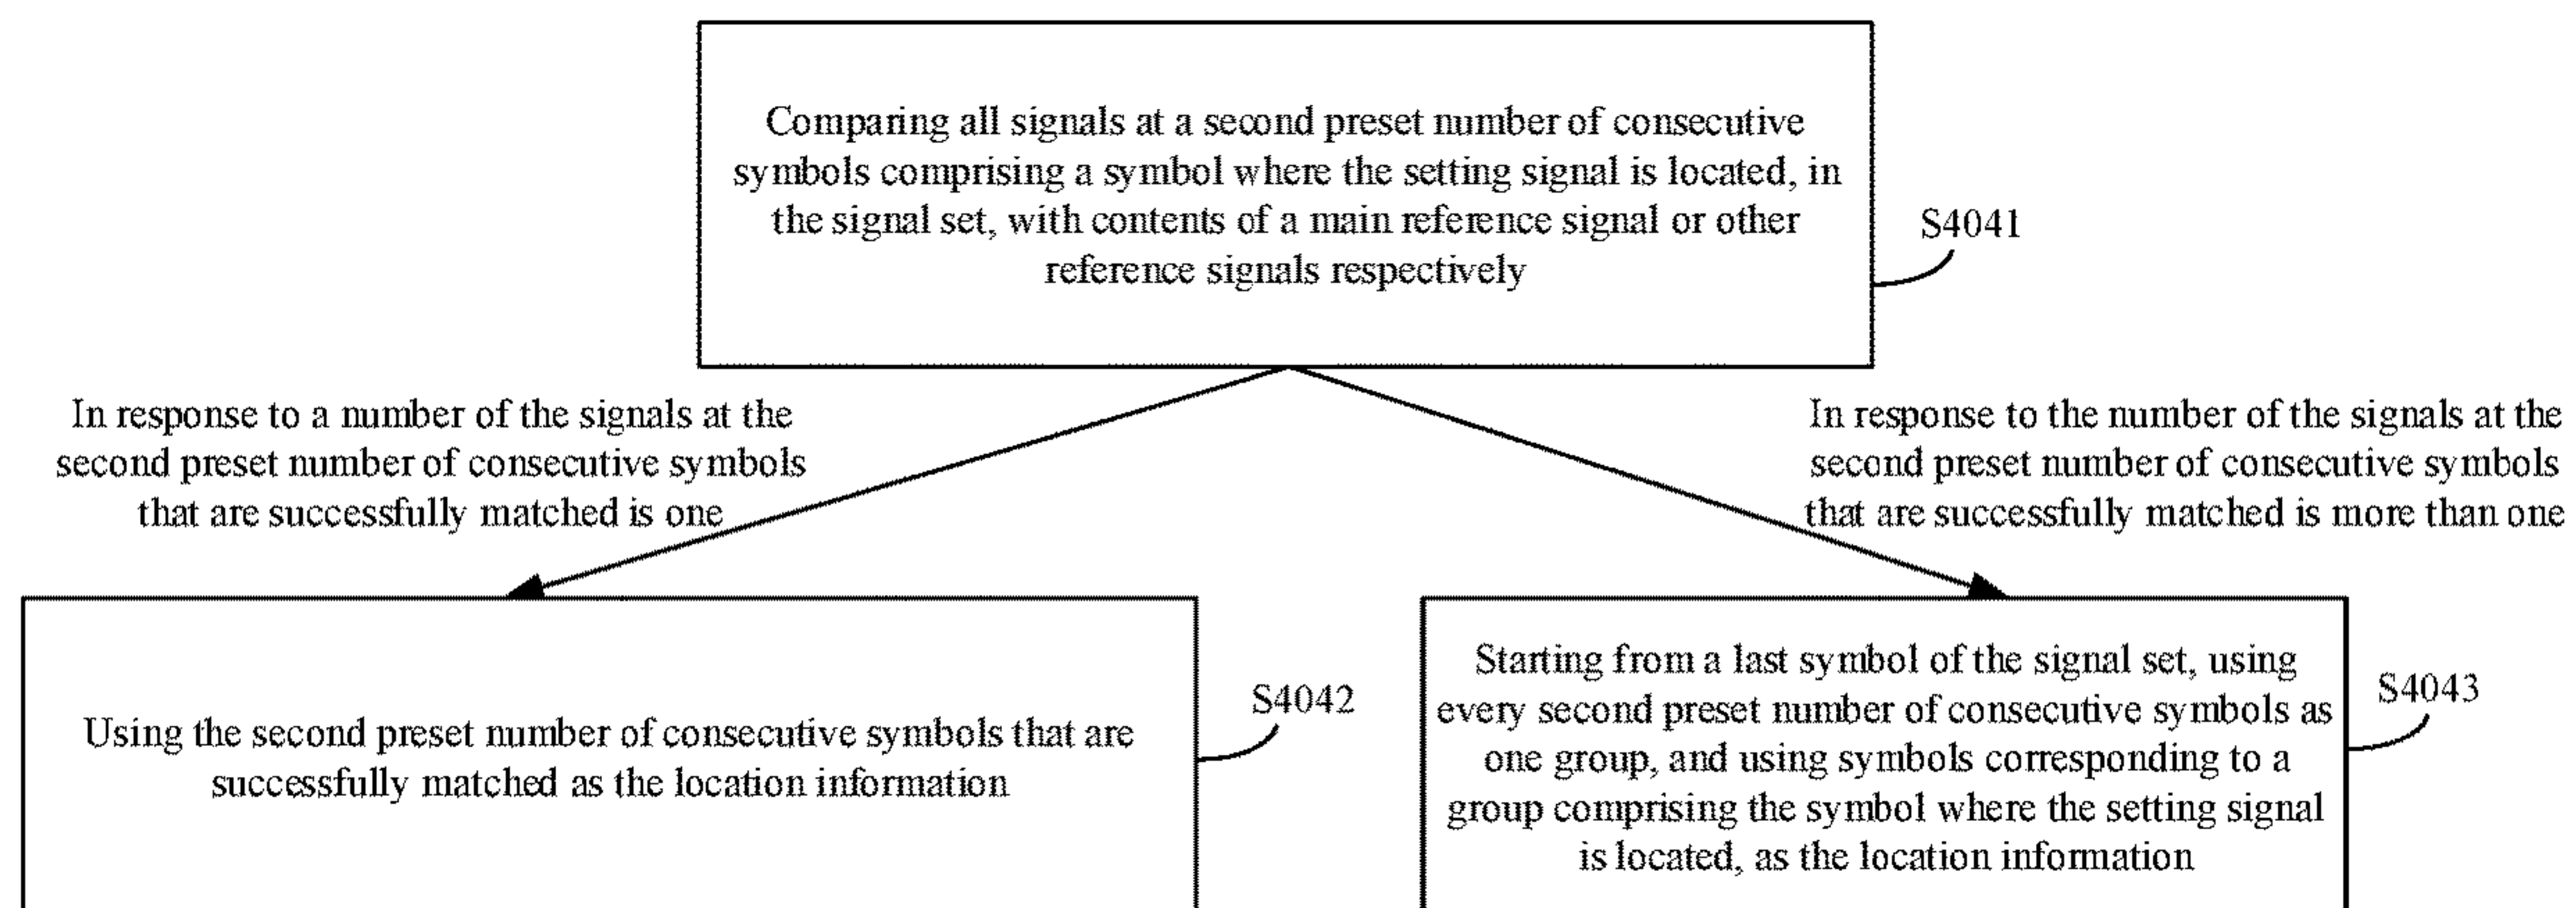 Comparing all signals at a second preset number of consecutive
symbols comprising a symbol where the setting signal is located, in
the signal set, with contents of a main reference signal or other
reference signals respectively
S4041
In response to a number of the signals at the
second preset number of consecutive symbols
that are successfully matched is one
In response to the number of the signals at the
second preset number of consecutive symbols
that are successfully matched is more than one
Using the second preset number of consecutive symbols that are
successfully matched as the location information
S4042
Starting from a last symbol of the signal set, using
every second preset number of consecutive symbols as
one group, and using symbols corresponding to a
group comprising the symbol where the setting signal
is located, as the location information
S4043